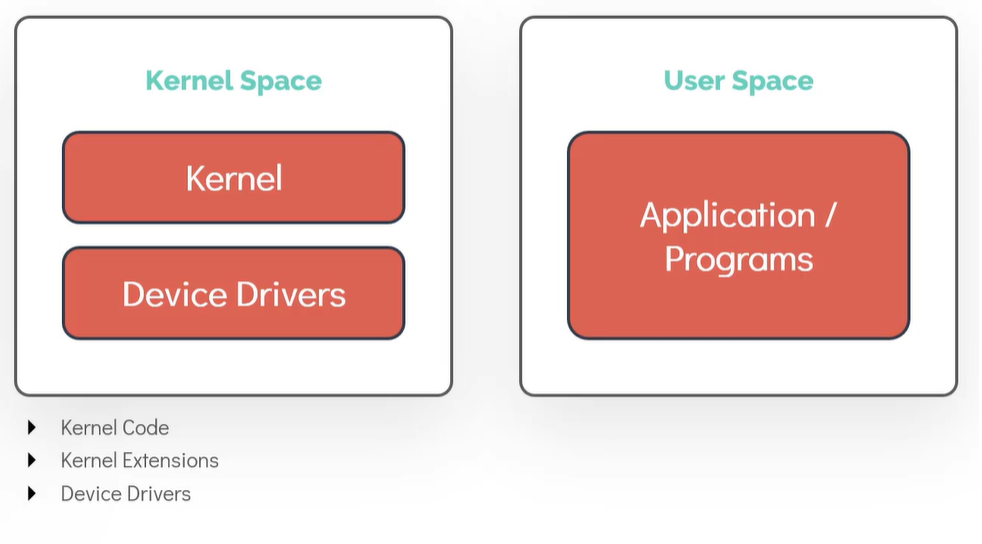 Kernel Space
Kernel
Device Drivers
Kernel Code
Kernel Extensions
Device Drivers
User Space
Application /
Programs